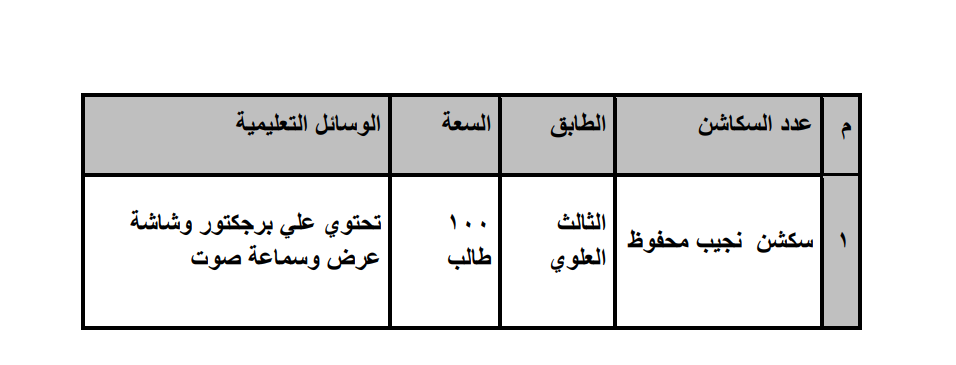 م
عدد السكاشن
الطابق
السعة
الوسائل التعليمية
١
سكشن نجيب محفوظ
الثالث
العلوي
١٠٠
طالب
تحتوي علي برجكتور وشاشة
عرض وسماعة صوت